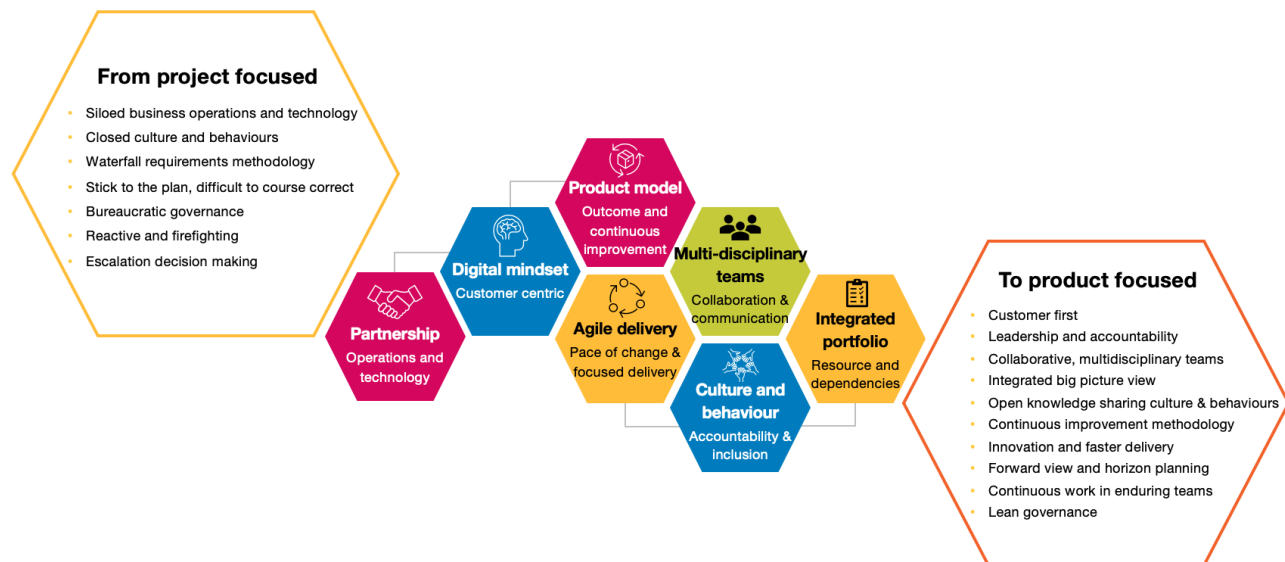 From project focused
Siloed business operations and technology
Closed culture and behaviours
Waterfall requirements methodology
Stick to the plan, difficult to course correct
Bureaucratic governance
Reactive and firefighting
Escalation decision making
Partnership
Operations and
technology
Digital mindset
Customer centric
Product model
Outcome and
continuous
improvement
Agile delivery
Pace of change &
focused delivery
Multi-disciplinary
teams
Collaboration &
communication
Culture and
behaviour
Accountability &
inclusion
Integrated
portfolio
Resource and
dependencies
To product focused
Customer first
Leadership and accountability
Collaborative, multidisciplinary teams
Integrated big picture view
Open knowledge sharing culture & behaviours
Continuous improvement methodology
Innovation and faster delivery
Forward view and horizon planning
Continuous work in enduring teams
Lean governance